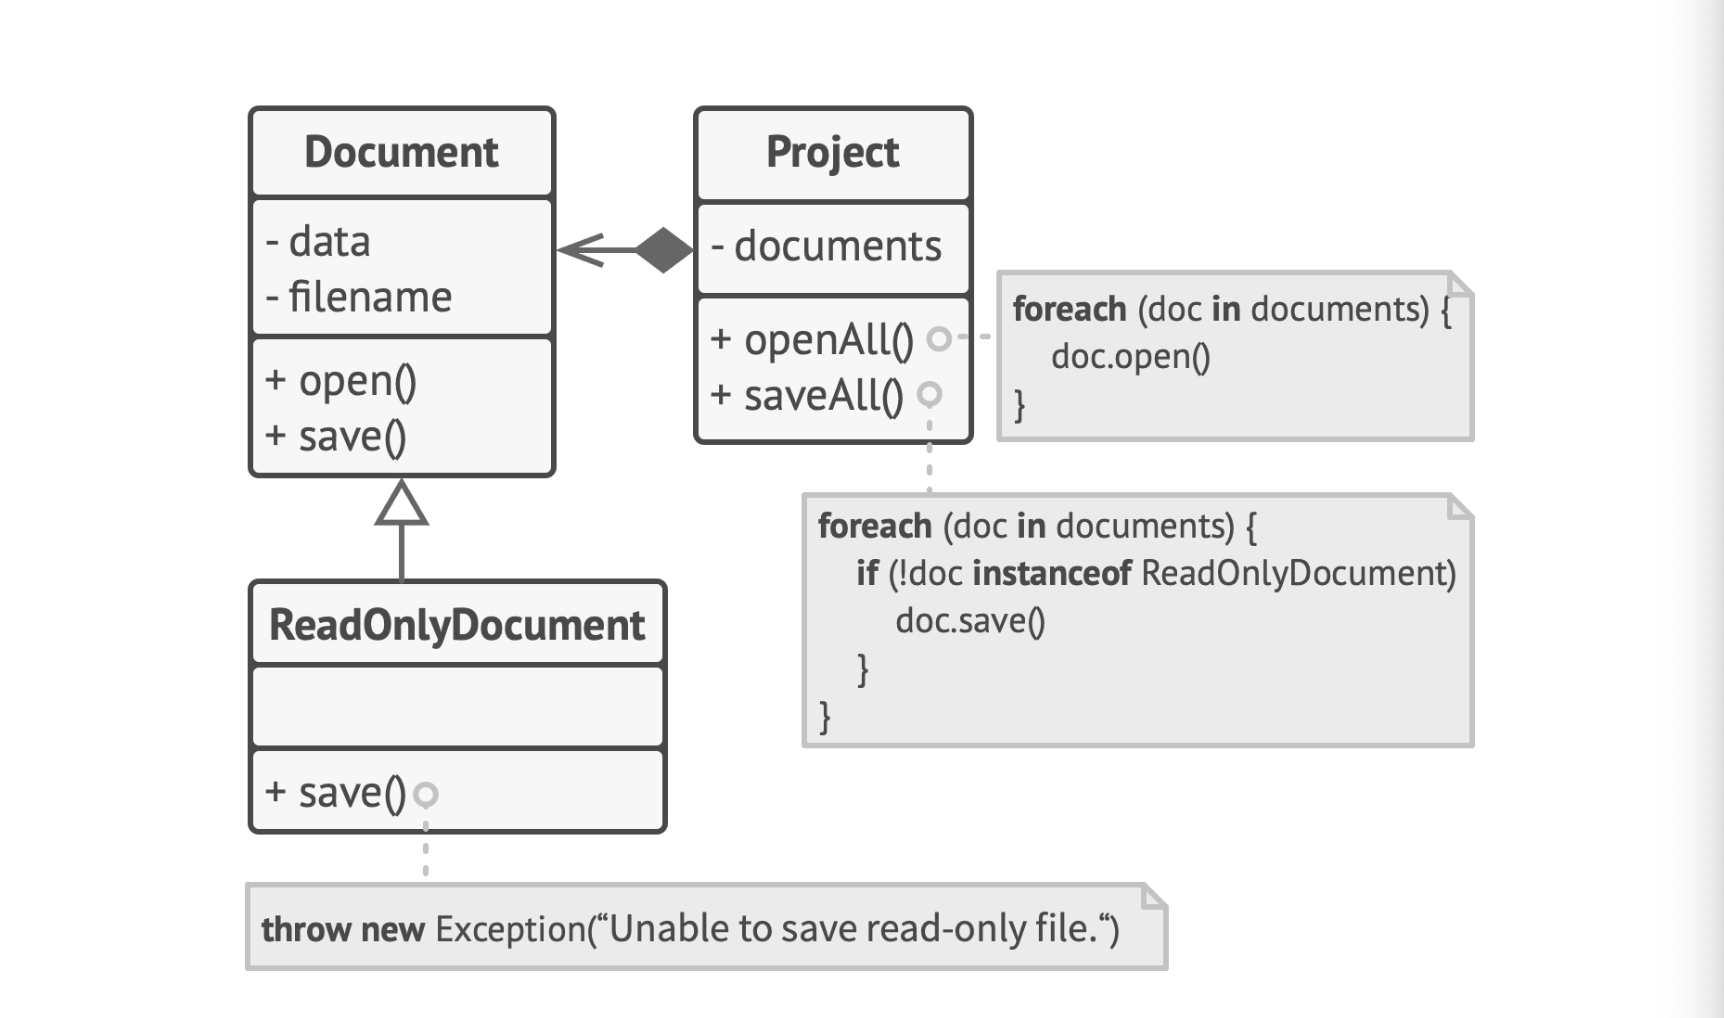 Document
- data
- filename
+ open()
+ save()
Project
- documents
+ openAll()
+ saveAll()
foreach (doc in documents) {
doc.open()
}
foreach (doc in documents) {
if (!doc instanceof ReadOnlyDocument)
doc.save()
}
}
ReadOnlyDocument
+ save()
throw new Exception(“Unable to save read-only file.“)